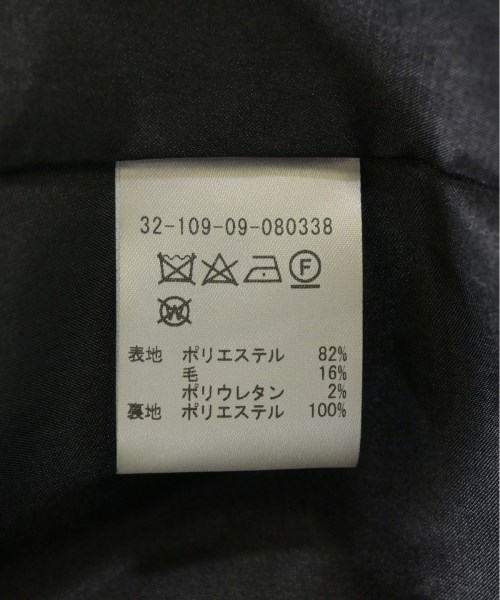 32-109-09-080338
F
W
表地 ポリエステル 82%
毛 16%
ポリウレタン 2%
裏地 ポリエステル 100%